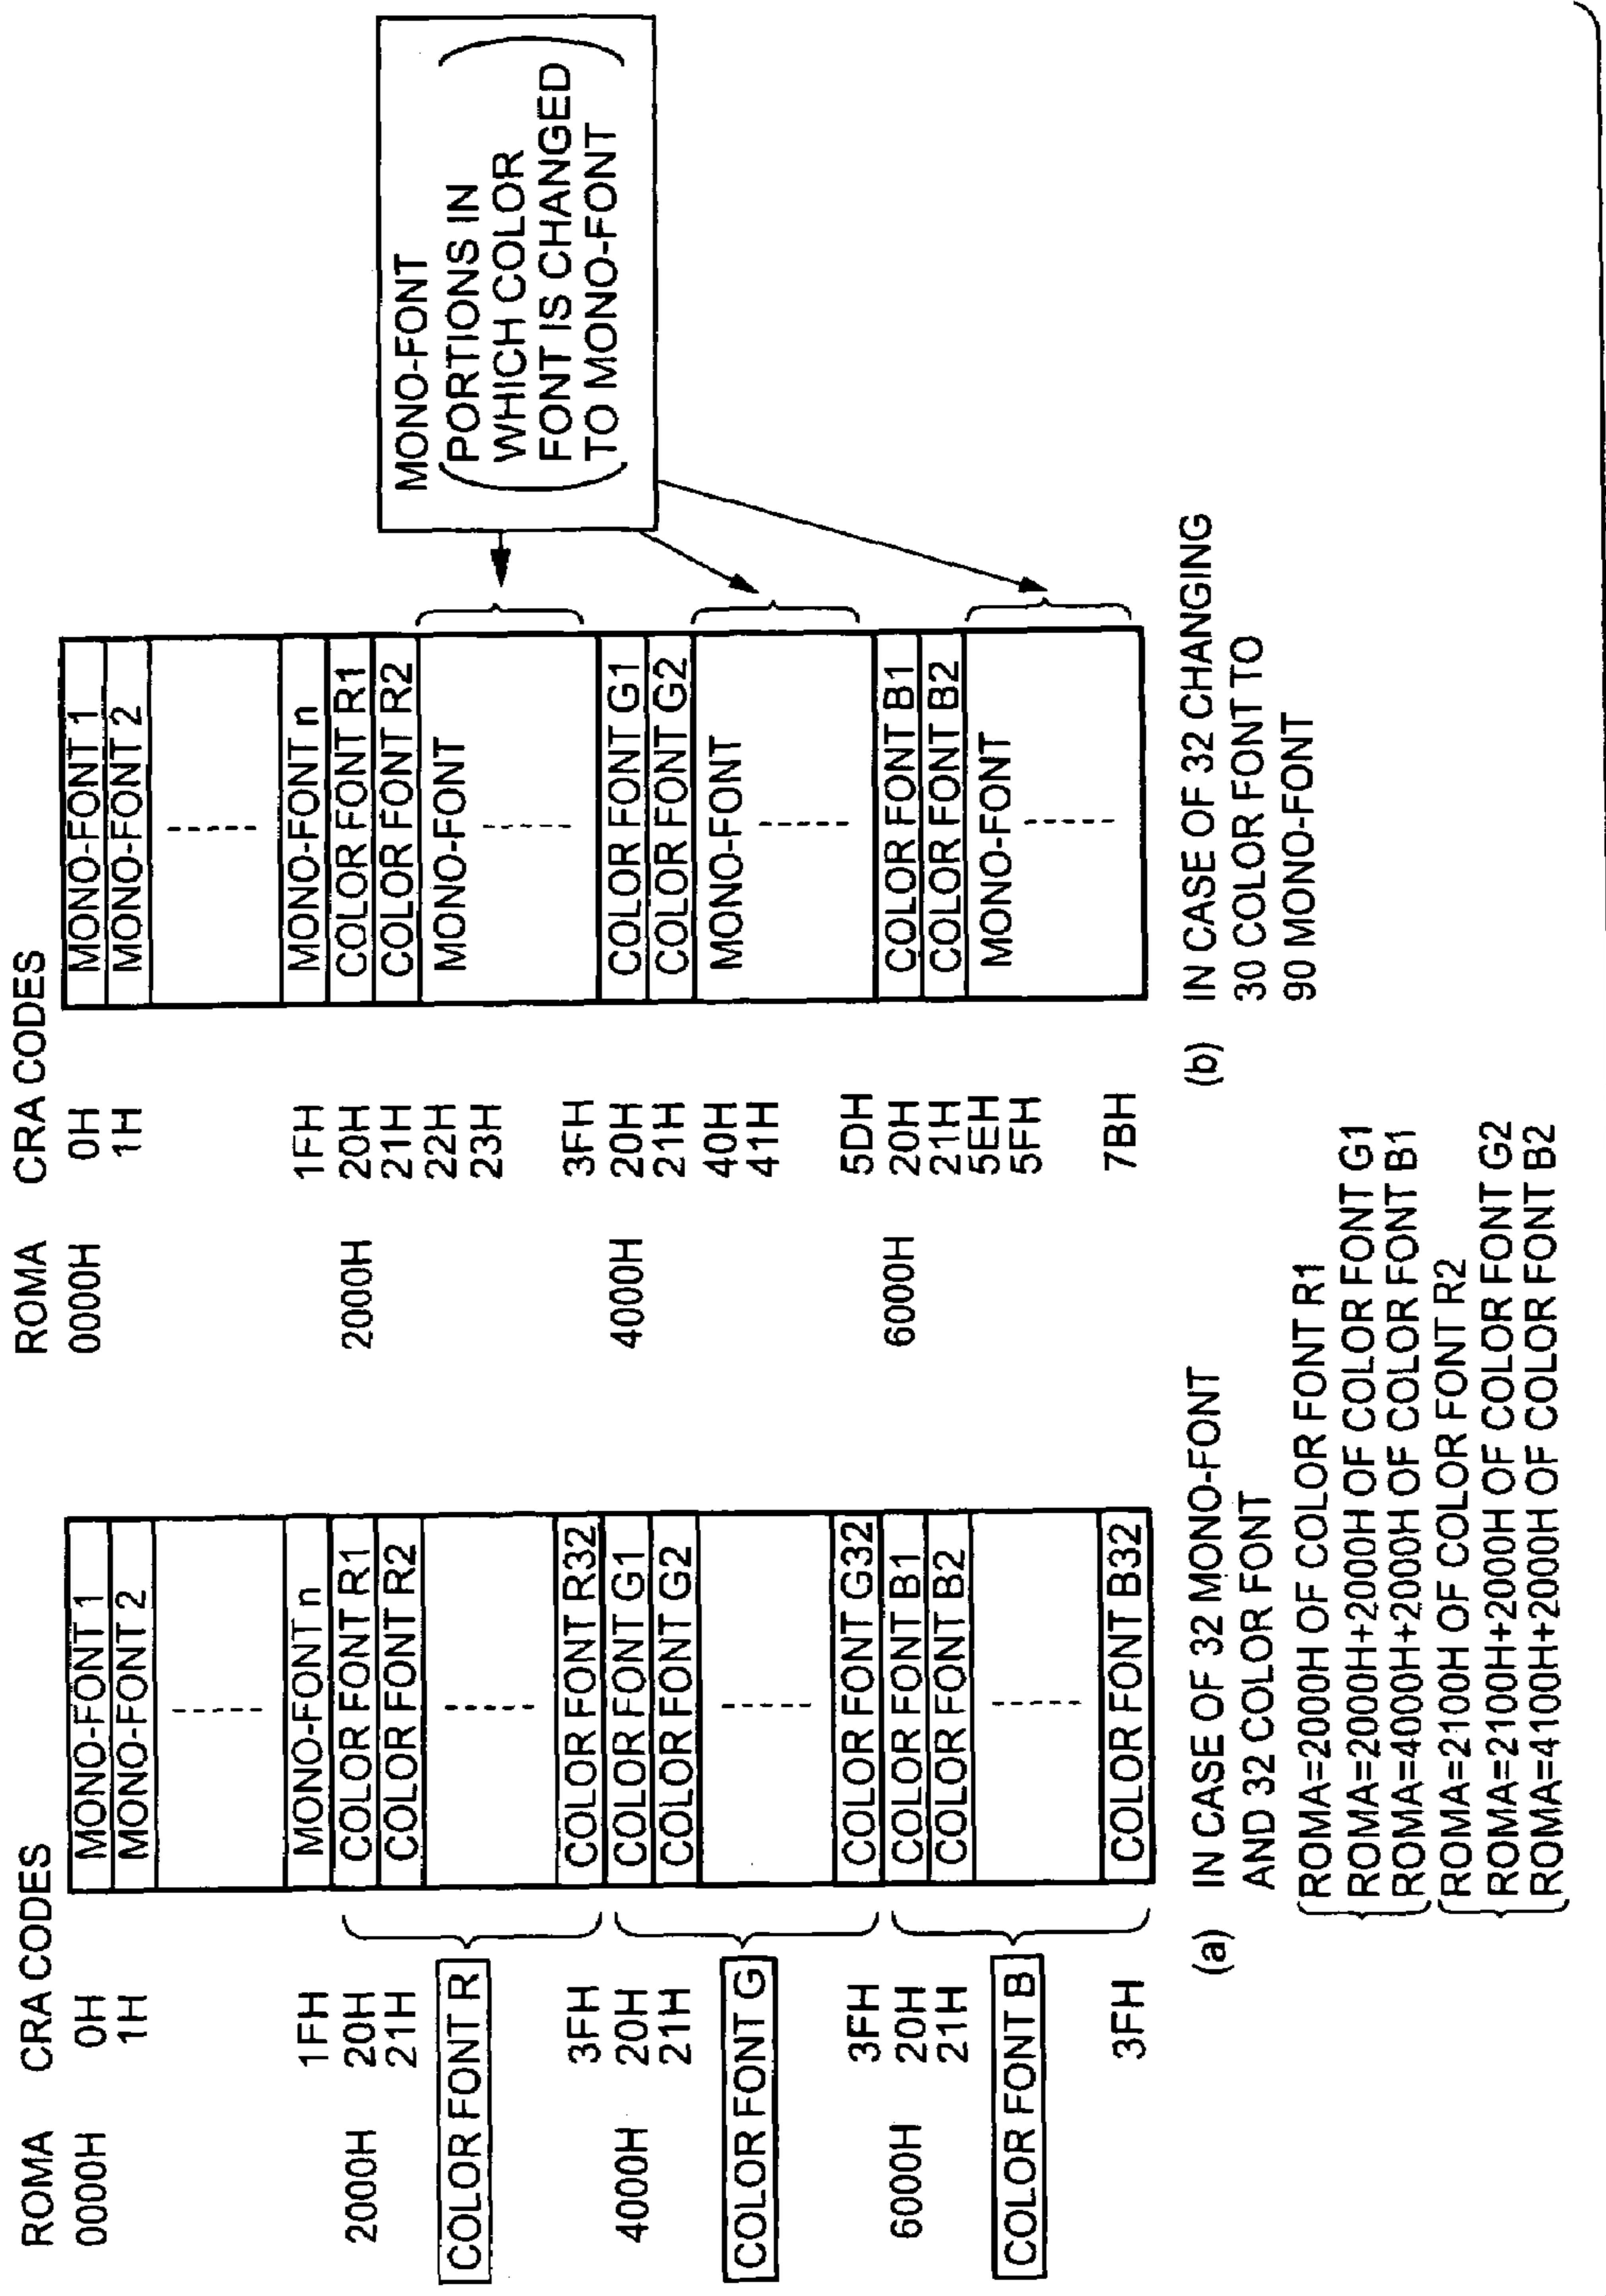 ROMA CRA CODES
0000H 0H MONO-FONT 1
1H MONO-FONT 2
1FH MONO-FONT n
2000H 20H COLOR FONT R1
21H COLOR FONT R2
COLOR FONT R
3FH COLOR FONT R32
4000H 20H COLOR FONT G1
21H COLOR FONT G2
COLOR FONT G
3FH COLOR FONT G32
6000H 20H COLOR FONT B1
21H COLOR FONT B2
COLOR FONT B
3FH COLOR FONT B32
(a) IN CASE OF 32 MONO-FONT
AND 32 COLOR FONT
ROMA=2000H OF COLOR FONT R1
ROMA=2000H+2000H OF COLOR FONT G1
ROMA=4000H+2000H OF COLOR FONT B1
ROMA=2100H OF COLOR FONT R2
ROMA=2100H+2000H OF COLOR FONT G2
ROMA=4100H+2000H OF COLOR FONT B2
ROMA CRA CODES
0000H 0H MONO-FONT 1
1H MONO-FONT 2
1FH MONO-FONT n
2000H 20H COLOR FONT R1
21H COLOR FONT R2
22H MONO-FONT
23H
3FH
4000H 20H COLOR FONT G1
21H COLOR FONT G2
40H MONO-FONT
41H
5DH
6000H 20H COLOR FONT B1
21H COLOR FONT B2
5EH MONO-FONT
5FH
7BH
(b) IN CASE OF 32 CHANGING
30 COLOR FONT TO
90 MONO-FONT
MONO-FONT
(PORTIONS IN
WHICH COLOR
FONT IS CHANGED
TO MONO-FONT)